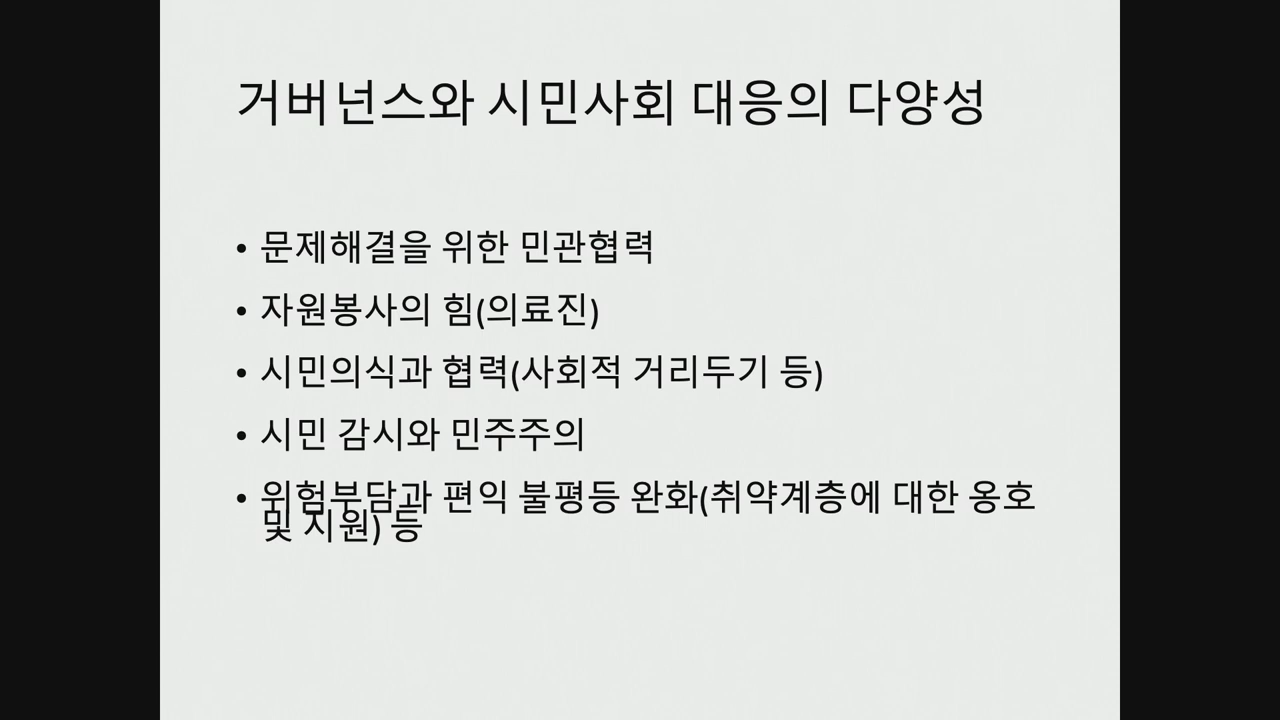 거버넌스와 시민사회 대응의 다양성
• 문제해결을 위한 민관협력
• 자원봉사의 힘(의료진)
• 시민의식과 협력(사회적 거리두기 등)
• 시민 감시와 민주주의
• 위험부담과 편익 불평등 완화(취약계층에 대한 옹호
및 지원) 등